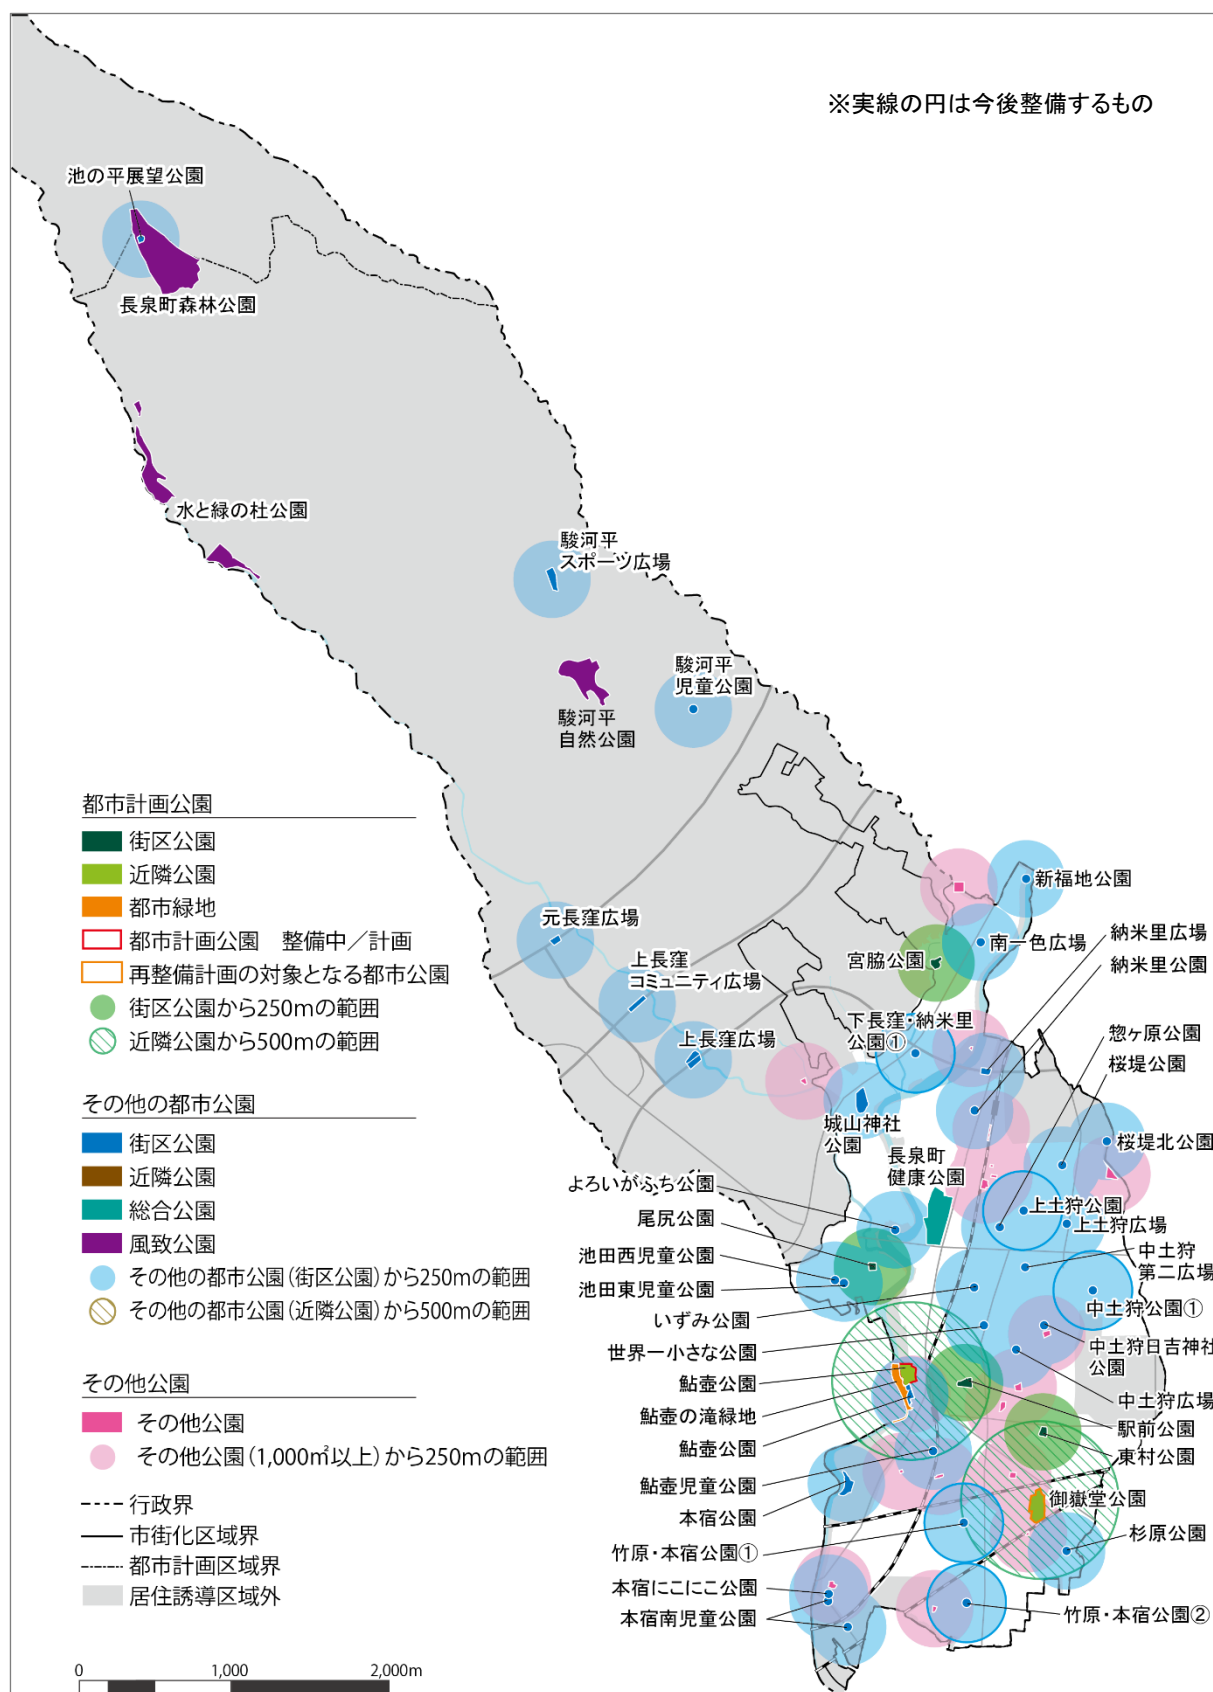 ※実線の円は今後整備するもの
池の平展望公園
長泉町森林公園
水と緑の杜公園
駿河平
スポーツ広場
駿河平
児童公園
駿河平
自然公園
都市計画公園
街区公園
近隣公園
都市緑地
都市計画公園 整備中／計画
再整備計画の対象となる都市公園
街区公園から250mの範囲
近隣公園から500mの範囲
その他の都市公園
街区公園
近隣公園
総合公園
風致公園
その他の都市公園（街区公園）から250mの範囲
その他の都市公園（近隣公園）から500mの範囲
その他公園
その他公園
その他公園（1,000㎡以上）から250mの範囲
行政界
市街化区域界
都市計画区域界
居住誘導区域外
0 1,000 2,000m
元長窪広場
上長窪
コミュニティ広場
上長窪広場
新福地公園
南一色広場
宮脇公園
納米里広場
納米里公園
下長窪・納米里
公園①
惣ヶ原公園
桜堤公園
城山神社
公園
桜堤北公園
長泉町
健康公園
よろいがふち公園
尾尻公園
池田西児童公園
池田東児童公園
いずみ公園
世界一小さな公園
鮎壺公園
鮎壺の滝緑地
鮎壺公園
鮎壺児童公園
本宿公園
竹原・本宿公園①
本宿にこにこ公園
本宿南児童公園
上土狩公園
上土狩広場
中土狩
第二広場
中土狩公園①
中土狩日吉神社
公園
中土狩広場
駅前公園
東村公園
御嶽堂公園
杉原公園
竹原・本宿公園②